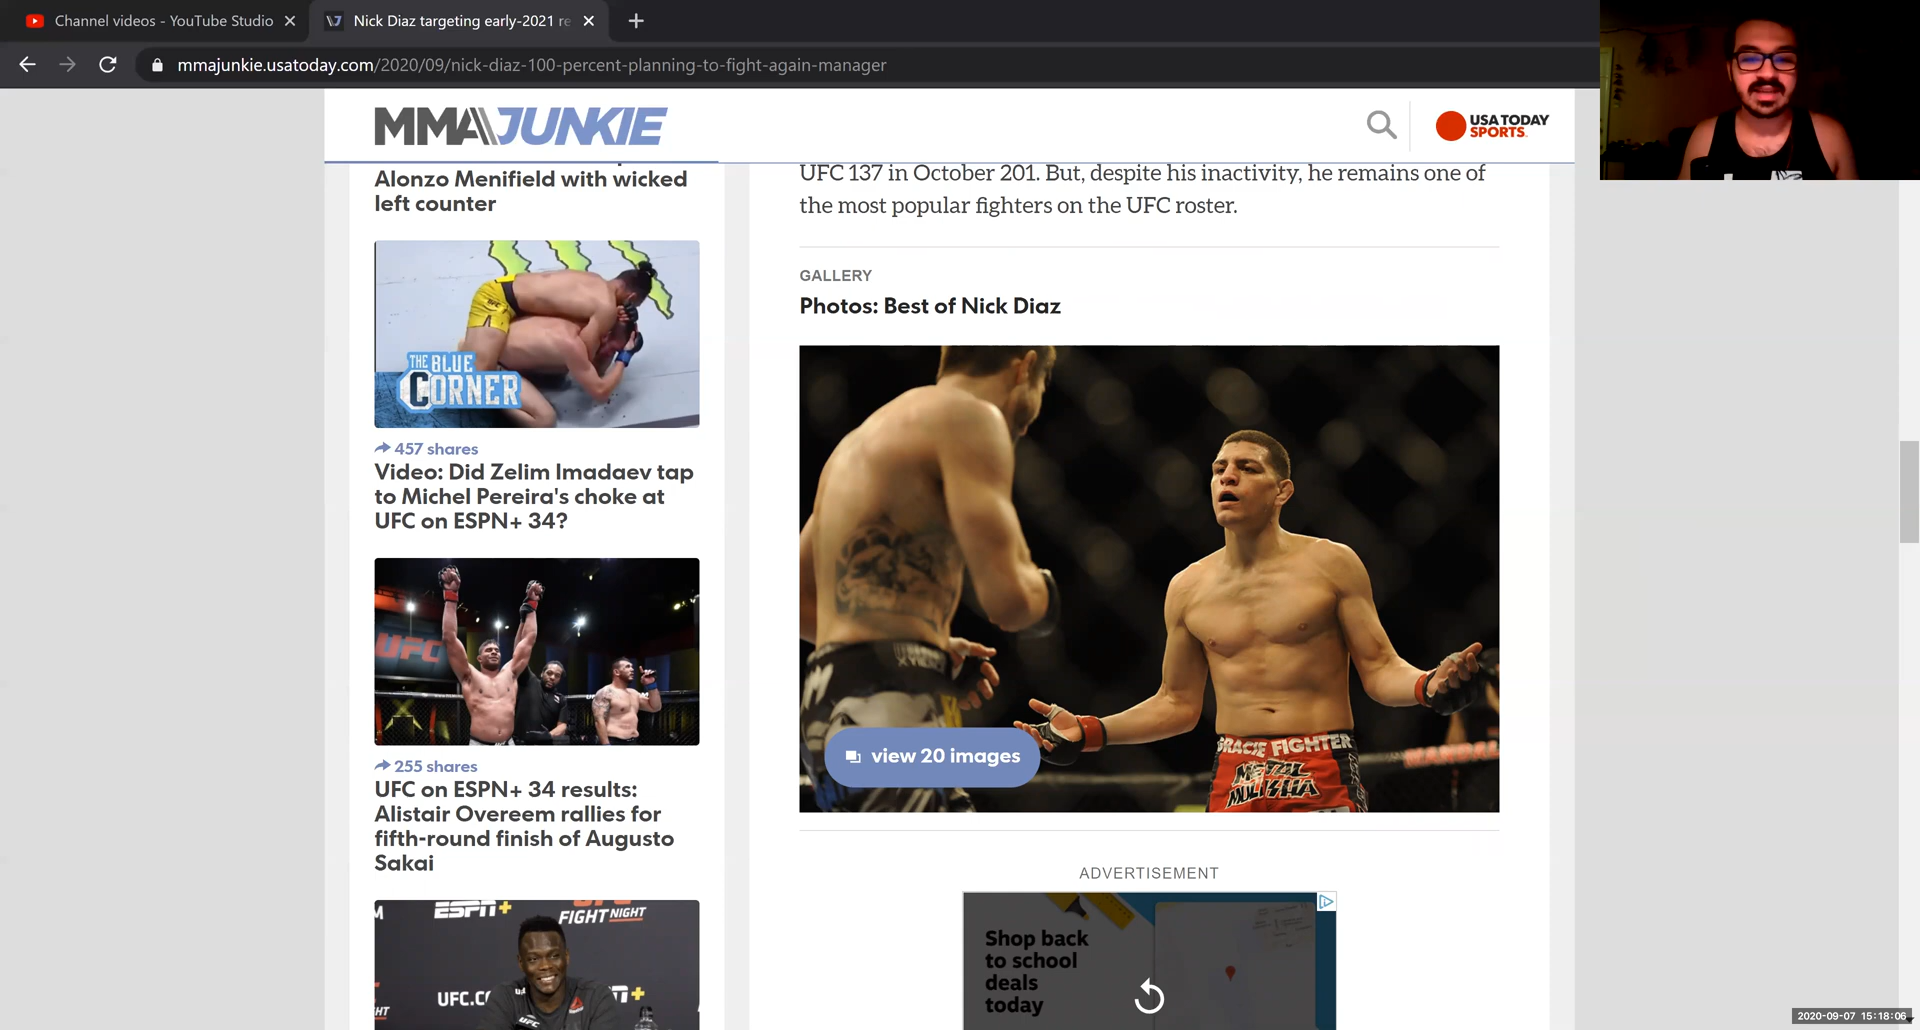 Channel videos - YouTube Studio
Nick Diaz targeting early-2021 re
mmajunkie.usatoday.com/2020/09/nick-diaz-100-percent-planning-to-fight-again-manager
MMAJUNKIE
USA TODAY
SPORTS
Alonzo Menifield with wicked
left counter
THE BLUE
CORNER
457 shares
Video: Did Zelim Imadaev tap
to Michel Pereira's choke at
UFC on ESPN+ 34?
UFC
255 shares
UFC on ESPN+ 34 results:
Alistair Overeem rallies for
fifth-round finish of Augusto
Sakai
ESPN+
UFC
FIGHT NIGHT
UFC.C
UFC
UFC 137 in October 201. But, despite his inactivity, he remains one of
the most popular fighters on the UFC roster.
GALLERY
Photos: Best of Nick Diaz
GRACIE FIGHTER
METAL
MULISHA
view 20 images
ADVERTISEMENT
Shop back
to school
deals
today
2020-09-07 15:18:06